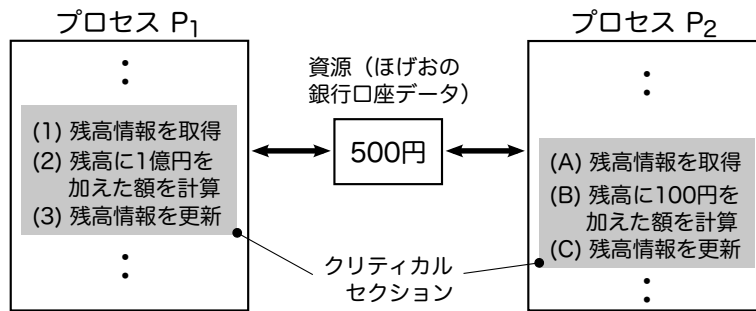 プロセス P1
プロセス P2
資源（ほげおの
銀行口座データ）
500円
(1) 残高情報を取得
(2) 残高に1億円を
加えた額を計算
(3) 残高情報を更新
(A) 残高情報を取得
(B) 残高に100円を
加えた額を計算
(C) 残高情報を更新
クリティカル
セクション